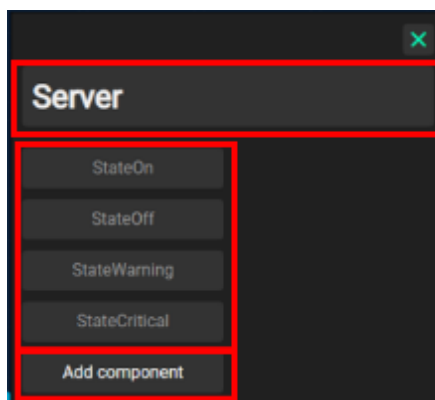 Server
StateOn
StateOff
StateWarning
StateCritical
Add component